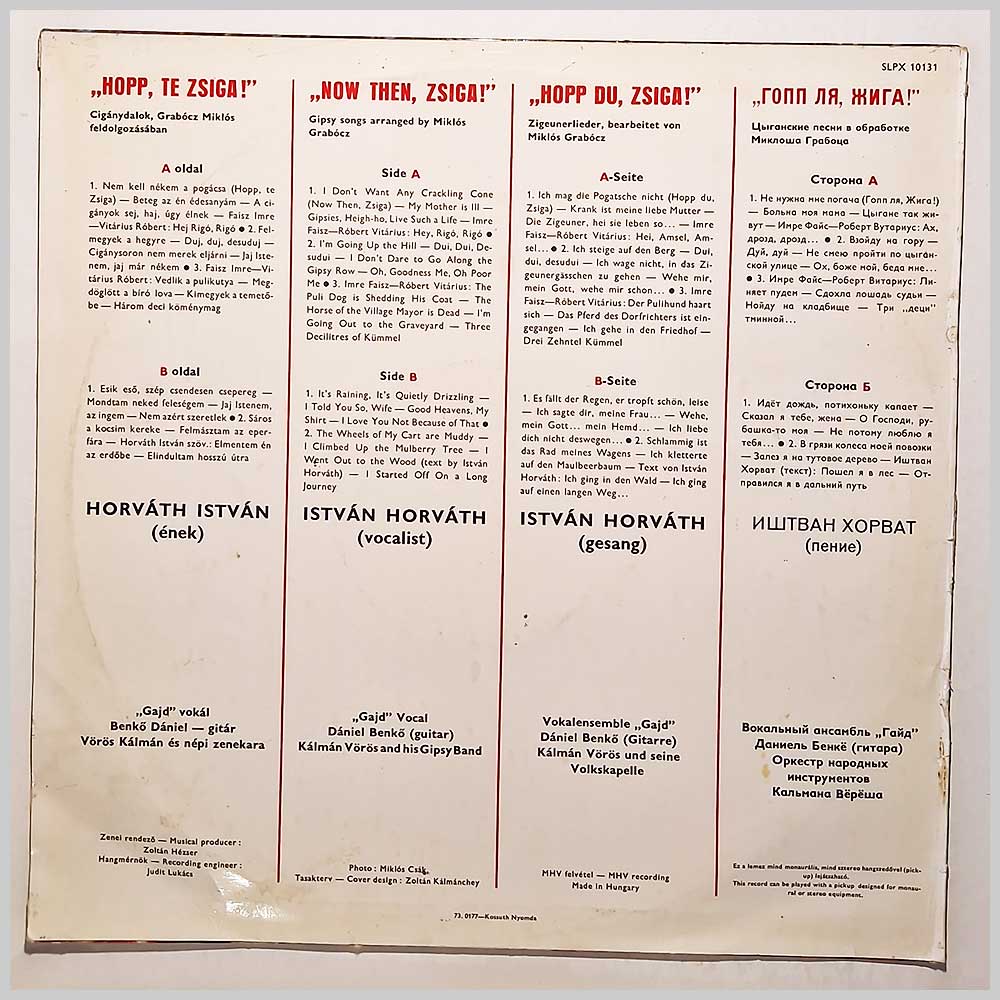 SLPX 10131
„HOPP, TE ZSIGA!”
Cigánydalok, Grabócz Miklós
feldolgozásában
A oldal
1. Nem kell nékem a pogácsa (Hopp, te
Zsiga) — Beteg az én édesanyám — A ci-
gányok sej, haj, úgy élnek — Faisz Imre
—Vitárius Róbert: Hej Rigó, Rigó ● 2. Fel-
megyek a hegyre — Duj, duj, desuduj —
Cigánysoron nem merek eljárni — Jaj Iste-
nem, jaj már nékem ● 3. Faisz Imre—Vi-
tárius Róbert: Vedlik a pulikutya — Meg-
döglött a bíró lova — Kimegyek a temető-
be — Három deci köménymag
B oldal
1. Esik eső, szép csendesen csepereg —
Mondtam neked feleségem — Jaj Istenem,
az ingem — Nem azért szeretlek ● 2. Sáros
a kocsim kereke — Felmásztam az eper-
fára — Horváth István szöv.: Elmentem én
az erdőbe — Elindultam hosszú útra
HORVÁTH ISTVÁN
(ének)
„Gajd” vokál
Benkő Dániel — gitár
Vörös Kálmán és népi zenekara
Zenei rendező — Musical producer :
Zoltán Hézser
Hangmérnök — Recording engineer :
Judit Lukács
„NOW THEN, ZSIGA!”
Gipsy songs arranged by Miklós
Grabócz
Side A
1. I Don't Want Any Crackling Cone
(Now Then, Zsiga) — My Mother is Ill —
Gipsies, Heigh-ho, Live Such a Life — Imre
Faisz—Róbert Vitárius: Hey, Rigó, Rigó ●
2. I'm Going Up the Hill — Dui, Dui, De-
sudui — I Don't Dare to Go Along the
Gipsy Row — Oh, Goodness Me, Oh Poor
Me ● 3. Imre Faisz—Róbert Vitárius: The
Puli Dog is Shedding His Coat — The
Horse of the Village Mayor is Dead — I'm
Going Out to the Graveyard — Three
Decilitres of Kümmel
Side B
1. It's Raining, It's Quietly Drizzling —
I Told You So, Wife — Good Heavens, My
Shirt — I Love You Not Because of That ●
2. The Wheels of My Cart are Muddy —
I Climbed Up the Mulberry Tree — I
Went Out to the Wood (text by István
Horváth) — I Started Off On a Long
Journey
ISTVÁN HORVÁTH
(vocalist)
„Gajd” Vocal
Dániel Benkő (guitar)
Kálmán Vörös and his Gipsy Band
Photo : Miklós Csák
Tasakterv — Cover design : Zoltán Kálmánchey
„HOPP DU, ZSIGA!”
Zigeunerlieder, bearbeitet von
Miklós Grabócz
A-Seite
1. Ich mag die Pogatsche nicht (Hopp du,
Zsiga) — Krank ist meine liebe Mutter —
Die Zigeuner, hei sie leben so... — Imre
Faisz—Róbert Vitárius: Hei, Amsel, Am-
sel... ● 2. Ich steige auf den Berg — Dui,
dui, desudui — Ich wage nicht, in das Zi-
geunergässchen zu gehen — Wehe mir,
mein Gott, wehe mir schon... ● 3. Imre
Faisz—Róbert Vitárius: Der Pulihund haart
sich — Das Pferd des Dorfrichters ist ein-
gegangen — Ich gehe in den Friedhof —
Drei Zehntel Kümmel
B-Seite
1. Es fällt der Regen, er tropft schön, leise
— Ich sagte dir, meine Frau... — Wehe,
mein Gott... mein Hemd... — Ich liebe
dich nicht deswegen... ● 2. Schlammig ist
das Rad meines Wagens — Ich kletterte
auf den Maulbeerbaum — Text von István
Horváth: Ich ging in den Wald — Ich ging
auf einen langen Weg...
ISTVÁN HORVÁTH
(gesang)
Vokalensemble „Gajd”
Dániel Benkő (Gitarre)
Kálmán Vörös und seine
Volkskapelle
MHV felvétel — MHV recording
Made in Hungary
„ГОПП ЛЯ, ЖИГА!”
Цыганские песни в обработке
Миклоша Грабоца
Сторона А
1. Не нужна мне погача (Гопп ля, Жига!)
— Больна моя мама — Цыгане так жи-
вут — Имре Файс—Роберт Вутариус: Ах,
дрозд, дрозд... ● 2. Взойду на гору —
Дуй, дуй — Не смею пройти по цыган-
ской улице — Ох, боже мой, беда мне...
● 3. Имре Файс—Роберт Витариус: Ли-
няет пуден — Сдохла лошадь судьи —
Нойду на кладбище — Три „деци”
тминной...
Сторона Б
1. Идёт дождь, потихоньку капает —
Сказал я тебе, жена — О Господи, ру-
башка-то моя — Не потому люблю я
тебя... ● 2. В грязи колеса моей повозки
— Залез я на тутовое дерево — Иштван
Хорват (текст): Пошел я в лес — От-
правился я в дальний путь
ИШТВАН ХОРВАТ
(пение)
Вокальный ансамбль „Гайд”
Даниель Бенкё (гитара)
Оркестр народных
инструментов
Кальмана Вёрёша
Ez a lemez mind monaurális, mind sztereo hangszedővel (pick-
up) lejátszható.
This record can be played with a pickup designed for monau-
ral or stereo equipment.
73. 0177—Kossuth Nyomda